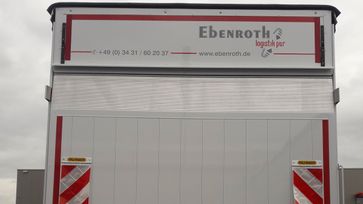 Ebenroth
logistik pur
+49 (0) 34 31 / 60 20 37 www.ebenroth.de